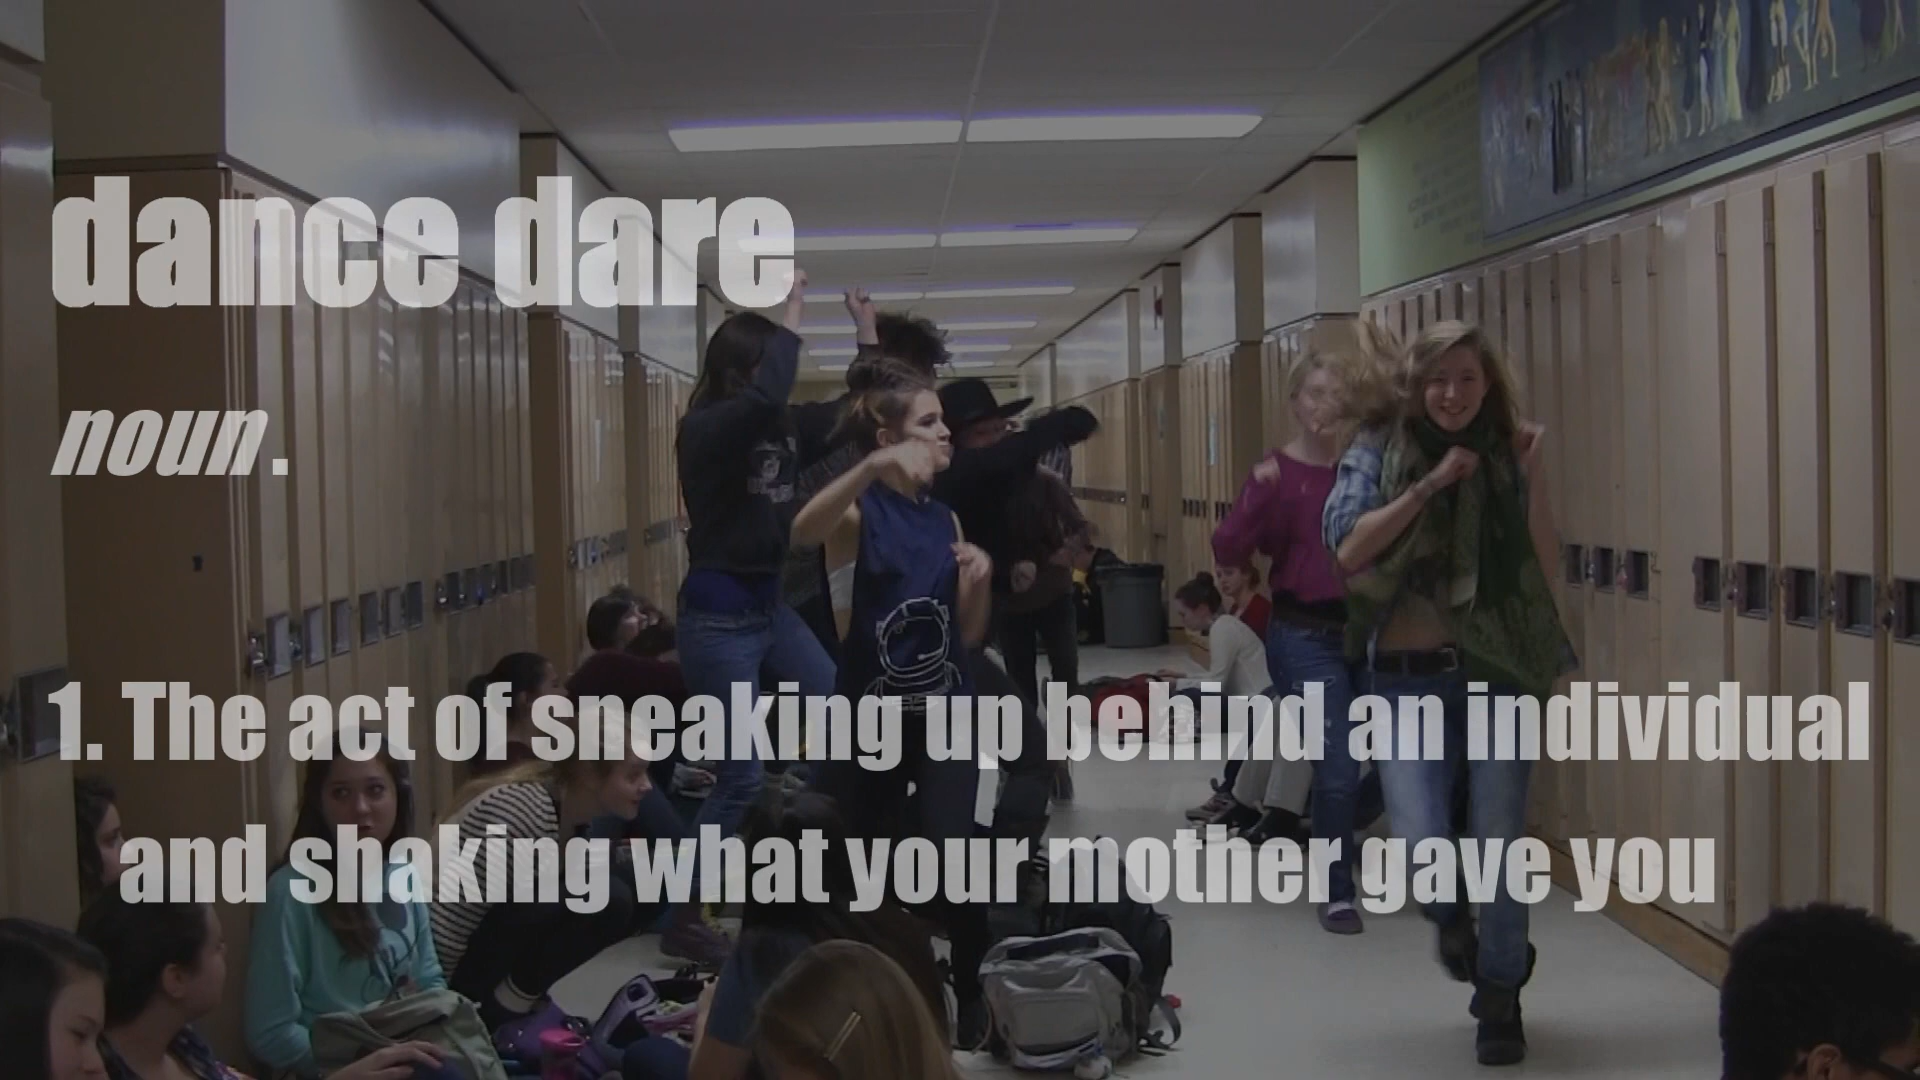 dance dare
noun.
1. The act of sneaking up behind an individual
and shaking what your mother gave you